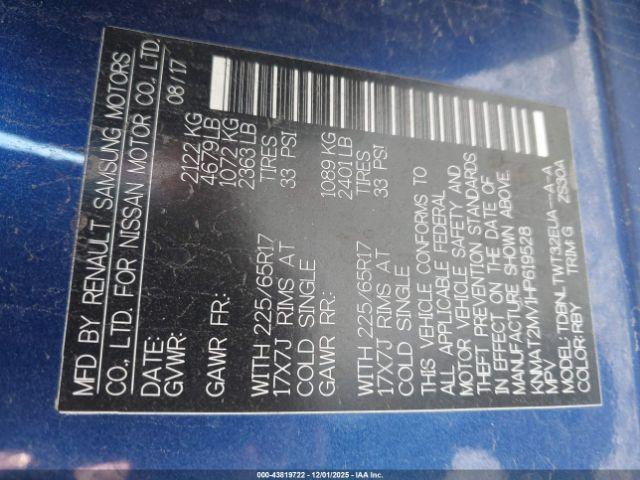 MFD BY RENAULT SAMSUNG MOTORS
CO., LTD. FOR NISSAN MOTOR CO., LTD.
DATE: 08/17
GVWR: 2122 KG
4679 LB
GAWR FR: 1072 KG
2363 LB
WITH 225/65R17 TIRES
17X7J RIMS AT 33 PSI
COLD SINGLE
GAWR RR: 1089 KG
2401 LB
WITH 225/65R17 TIRES
17X7J RIMS AT 33 PSI
COLD SINGLE
THIS VEHICLE CONFORMS TO
ALL APPLICABLE FEDERAL
MOTOR VEHICLE SAFETY AND
THEFT PREVENTION STANDARDS
IN EFFECT ON THE DATE OF
MANUFACTURE SHOWN ABOVE.
KNMAT2MV1HP619528
MPV
MODEL: TDBNLTWT32EUA---A-A
COLOR:RBY TRIM:G ZS3QA
000-43819722 - 12/01/2025 - IAA Inc.